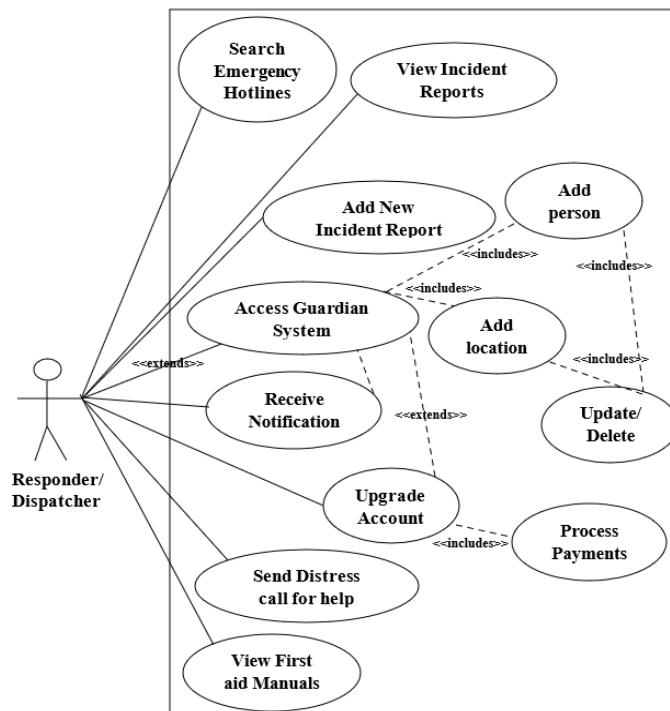 Search
Emergency
Hotlines
View Incident
Reports
Add New
Incident Report
Add
person
<<includes>>
<<includes>>
<<includes>>
Access Guardian
System
Add
location
<<extends>>
<<includes>>
Receive
Notification
<<extends>>
Update/
Delete
Responder/
Dispatcher
Upgrade
Account
Process
Payments
<<includes>>
Send Distress
call for help
View First
aid Manuals